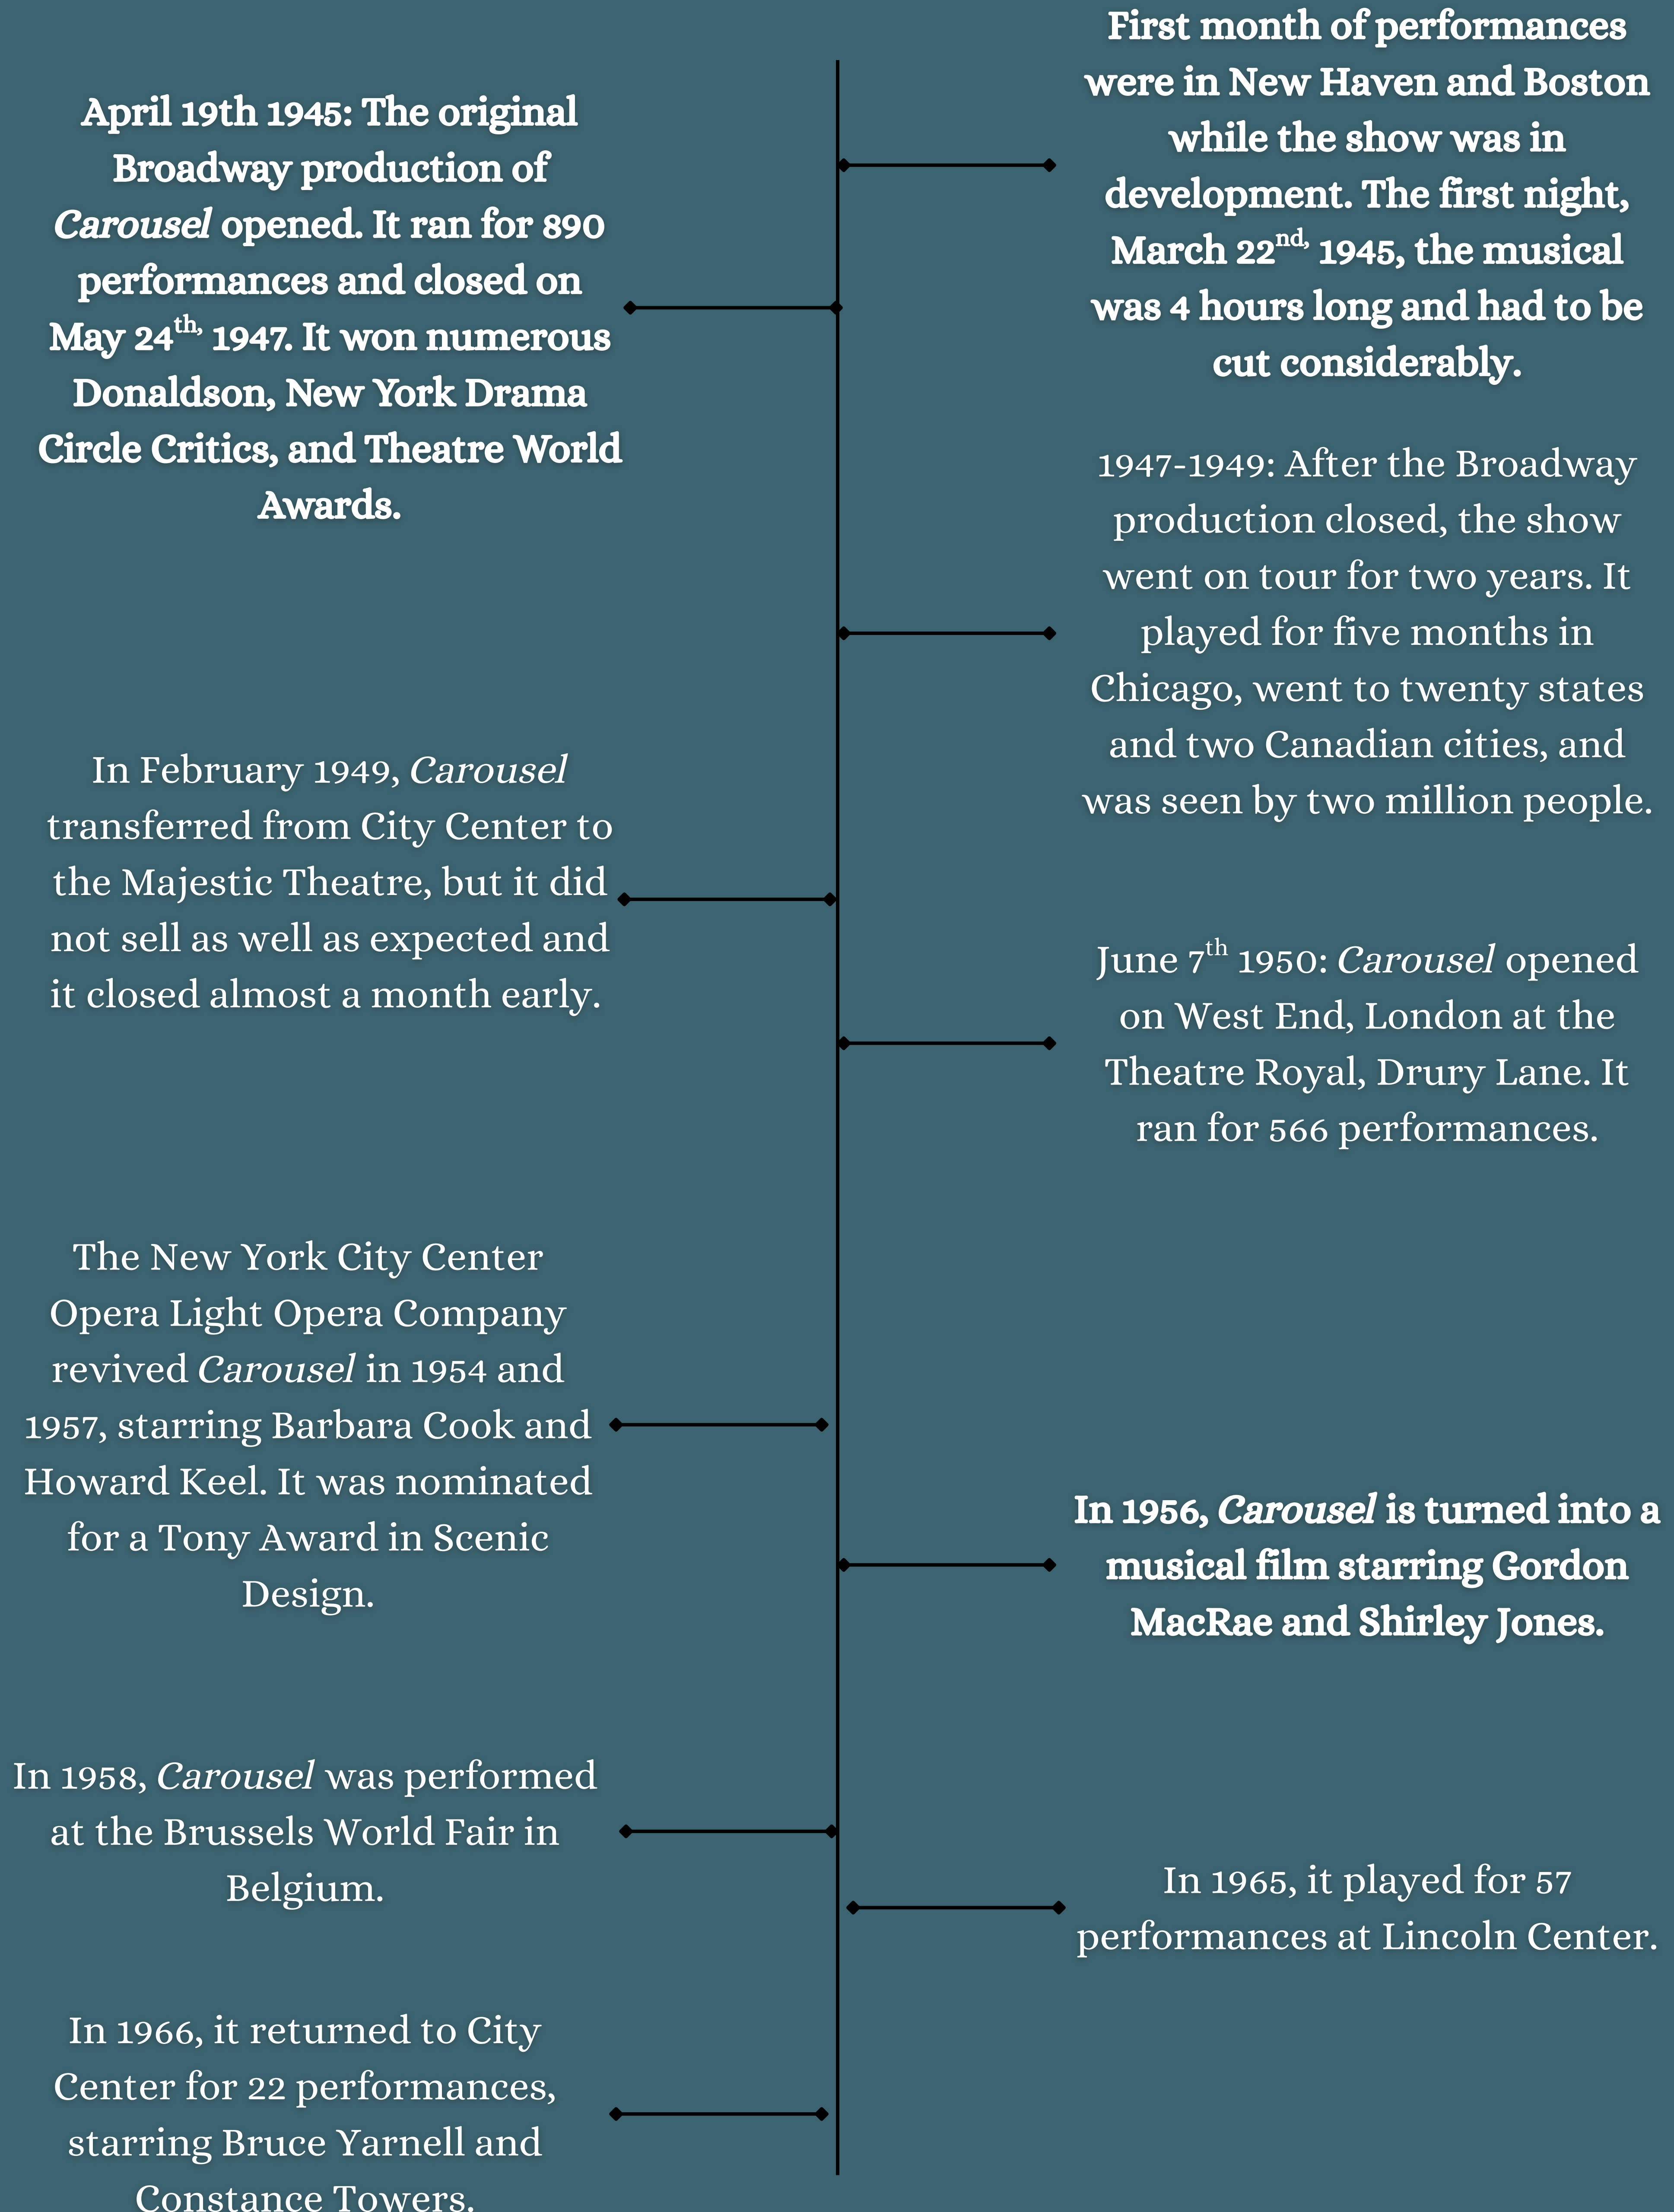 First month of performances
were in New Haven and Boston
while the show was in
development. The first night,
March 22nd, 1945, the musical
was 4 hours long and had to be
cut considerably.
April 19th 1945: The original
Broadway production of
Carousel opened. It ran for 890
performances and closed on
May 24th, 1947. It won numerous
Donaldson, New York Drama
Circle Critics, and Theatre World
Awards.
1947-1949: After the Broadway
production closed, the show
went on tour for two years. It
played for five months in
Chicago, went to twenty states
and two Canadian cities, and
was seen by two million people.
In February 1949, Carousel
transferred from City Center to
the Majestic Theatre, but it did
not sell as well as expected and
it closed almost a month early.
June 7th 1950: Carousel opened
on West End, London at the
Theatre Royal, Drury Lane. It
ran for 566 performances.
The New York City Center
Opera Light Opera Company
revived Carousel in 1954 and
1957, starring Barbara Cook and
Howard Keel. It was nominated
for a Tony Award in Scenic
Design.
In 1956, Carousel is turned into a
musical film starring Gordon
MacRae and Shirley Jones.
In 1958, Carousel was performed
at the Brussels World Fair in
Belgium.
In 1965, it played for 57
performances at Lincoln Center.
In 1966, it returned to City
Center for 22 performances,
starring Bruce Yarnell and
Constance Towers.